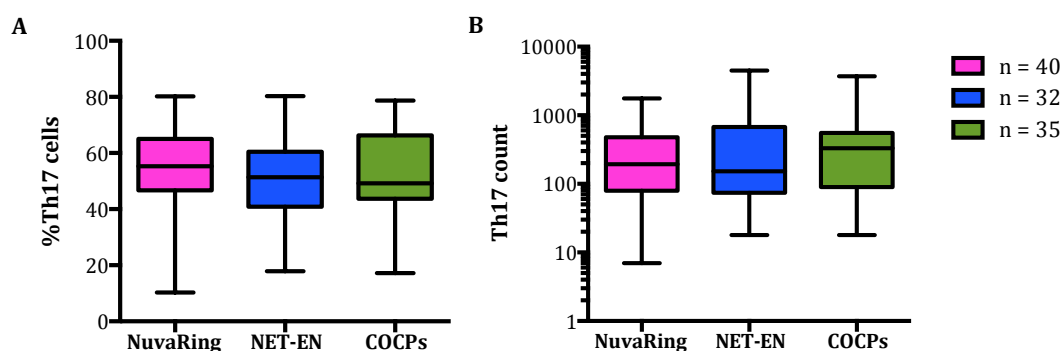 A
%Th17 cells
100
80
60
40
20
0
NuvaRing NET-EN COCPs
B
Th17 count
10000
1000
100
10
1
NuvaRing NET-EN COCPs
n = 40
n = 32
n = 35